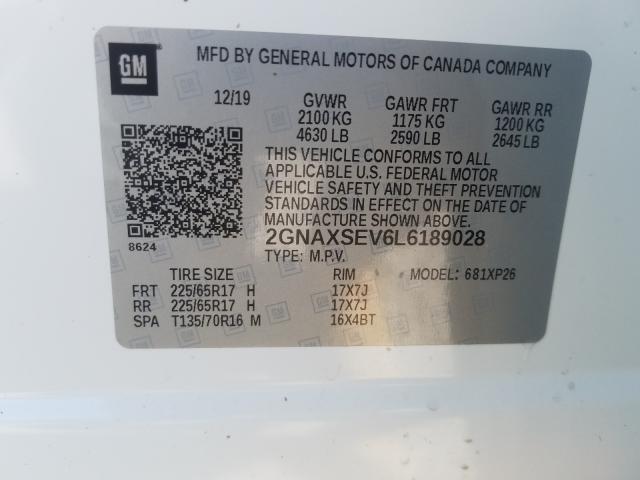 GM MFD BY GENERAL MOTORS OF CANADA COMPANY
12/19 GVWR GAWR FRT GAWR RR
2100 KG 1175 KG 1200 KG
4630 LB 2590 LB 2645 LB
THIS VEHICLE CONFORMS TO ALL
APPLICABLE U.S. FEDERAL MOTOR
VEHICLE SAFETY AND THEFT PREVENTION
STANDARDS IN EFFECT ON THE DATE OF
MANUFACTURE SHOWN ABOVE.
8624 2GNAXSEV6L6189028
TYPE: M.P.V.
TIRE SIZE RIM MODEL: 681XP26
FRT 225/65R17 H 17X7J
RR 225/65R17 H 17X7J
SPA T135/70R16 M 16X4BT